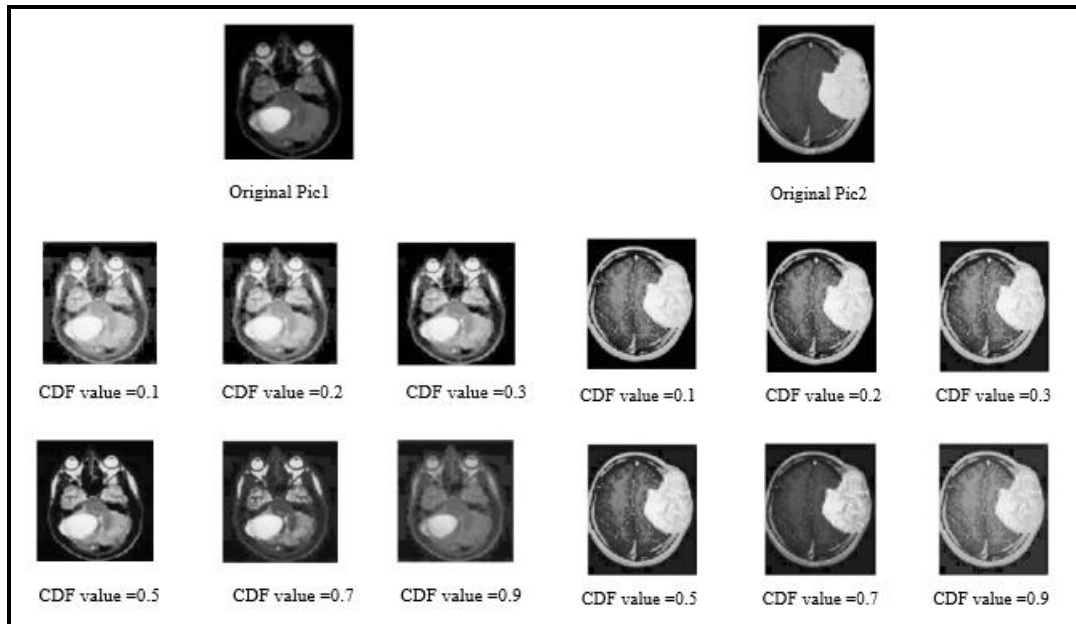 Original Pic1
Original Pic2
CDF value =0.1
CDF value =0.2
CDF value =0.3
CDF value =0.1
CDF value =0.2
CDF value =0.3
CDF value =0.5
CDF value =0.7
CDF value =0.9
CDF value =0.5
CDF value =0.7
CDF value =0.9